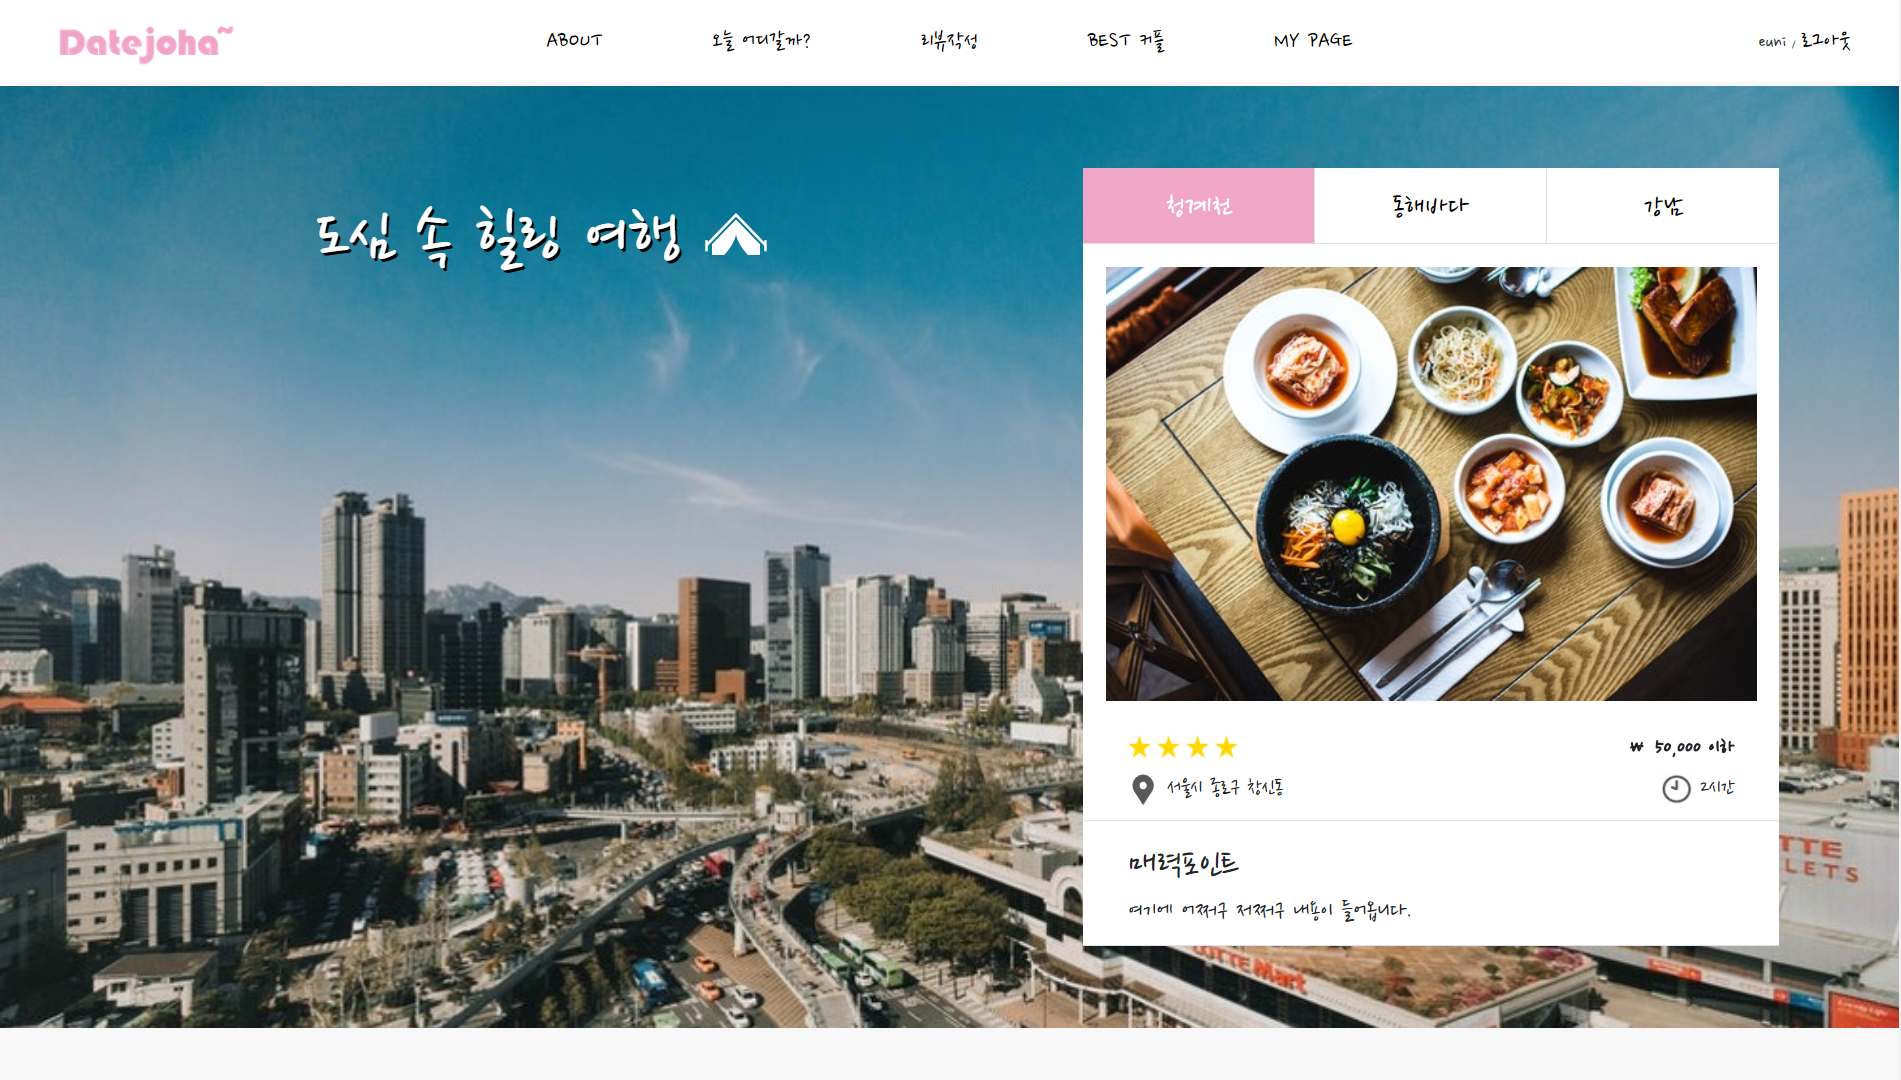 Datejoha~
ABOUT
오늘 어디갈까?
리뷰작성
BEST 커플
MY PAGE
euni / 로그아웃
도심 속 힐링 여행
청계천
동해바다
강남
₩ 50,000 이하
서울시 종로구 창신동
2시간
매력포인트
여기에 어쩌구 저쩌구 내용이 들어옵니다.
TTE
LETS
LOTTE Mart